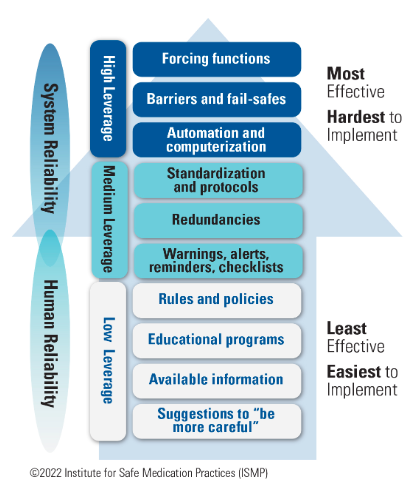 System Reliability
Human Reliability
High Leverage
Forcing functions
Barriers and fail-safes
Automation and
computerization
Medium Leverage
Standardization
and protocols
Redundancies
Warnings, alerts,
reminders, checklists
Low Leverage
Rules and policies
Educational programs
Available information
Suggestions to “be
more careful”
Most
Effective
Hardest to
Implement
Least
Effective
Easiest to
Implement
©2022 Institute for Safe Medication Practices (ISMP)